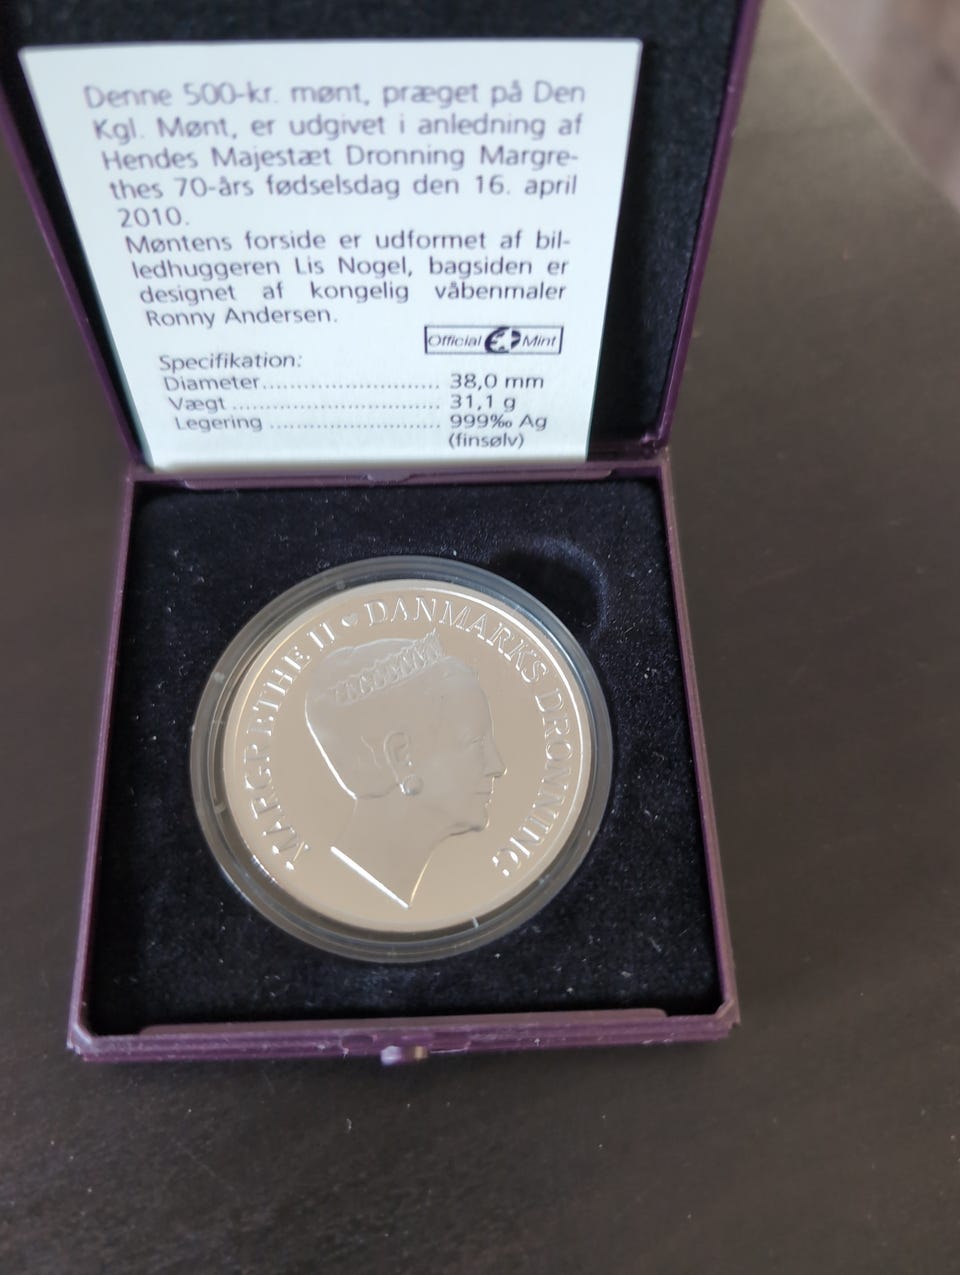 Denne 500-kr. mønt, præget på Den
Kgl. Mønt, er udgivet i anledning af
Hendes Majestæt Dronning Margre-
thes 70-års fødselsdag den 16. april
2010.
Møntens forside er udformet af bil-
ledhuggeren Lis Nogel, bagsiden er
designet af kongelig våbenmaler
Ronny Andersen.
Official Mint
Specifikation:
Diameter........................... 38,0 mm
Vægt ............................... 31,1 g
Legering ......................... 999‰ Ag
(finsølv)
MARGRETHE II ♥ DANMARKS DRONNING